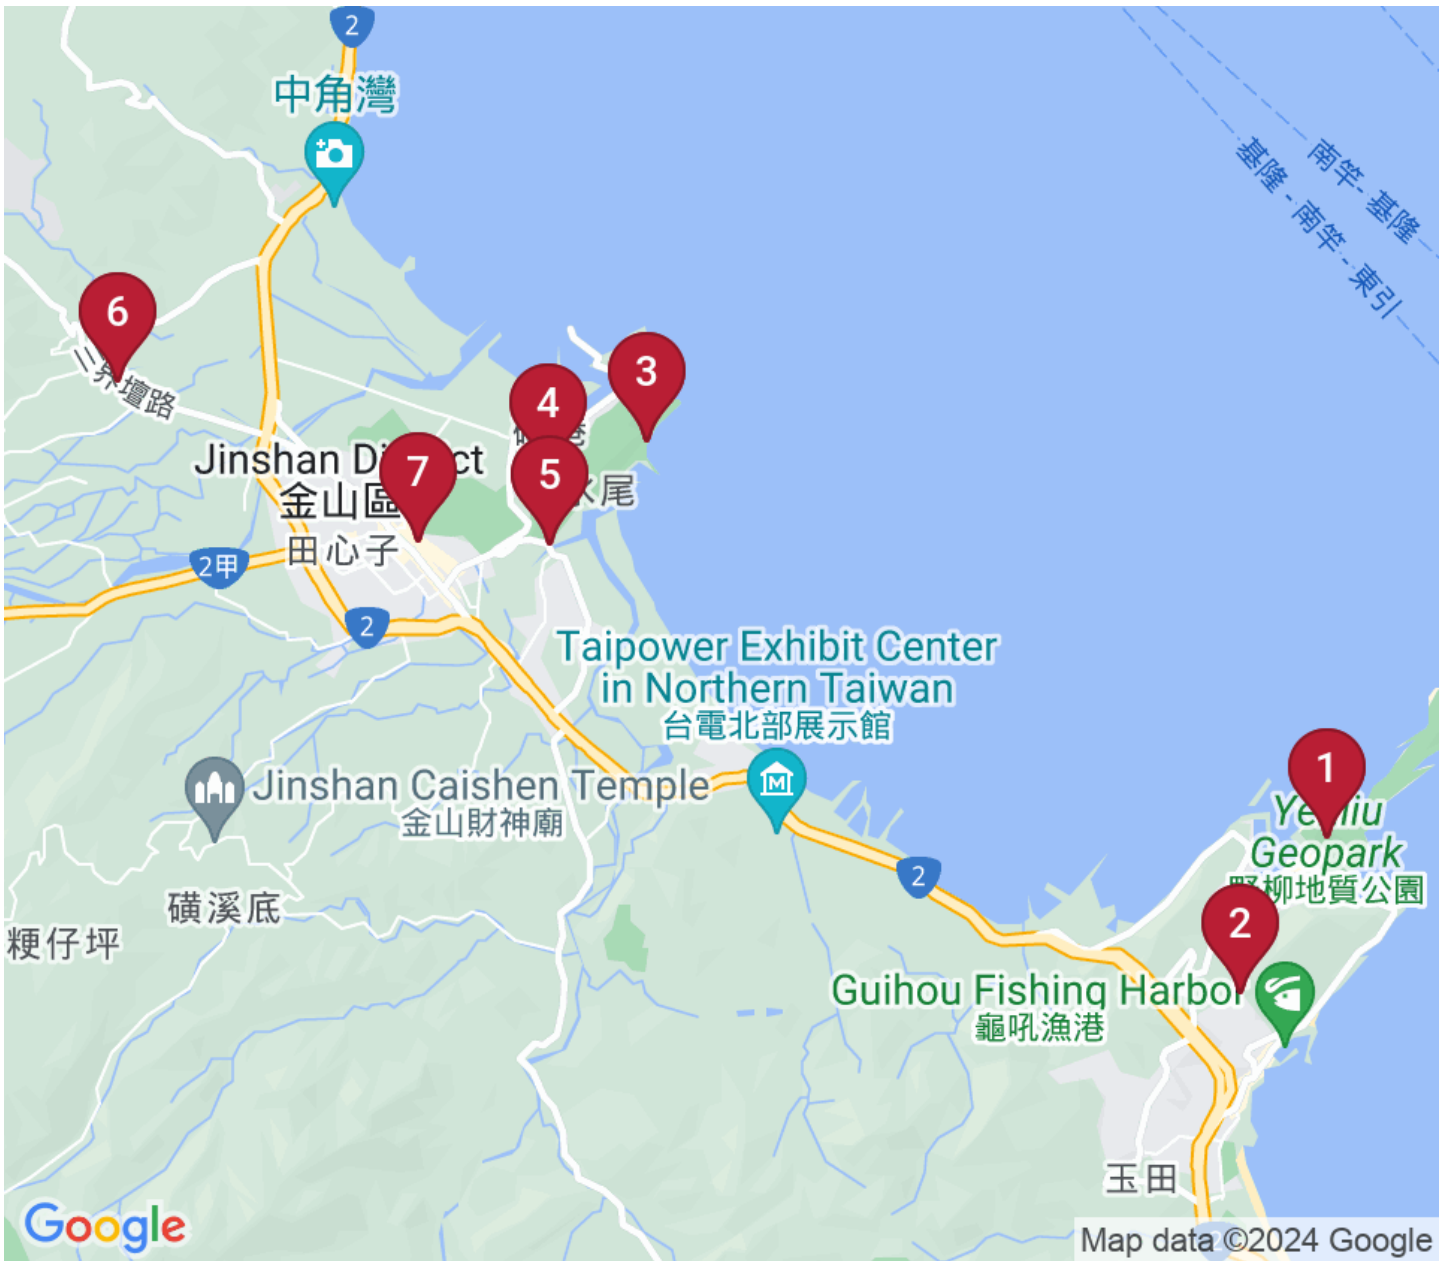 2
中角灣
南竿- 基隆
基隆 - 南竿 - 東引
6
三界壇路
3
4
Jinshan District
7
5
金山區
水尾
田心子
2甲
2
Taipower Exhibit Center
in Northern Taiwan
台電北部展示館
Jinshan Caishen Temple
金山財神廟
1
Yehliu
Geopark
野柳地質公園
2
磺溪底
2
粳仔坪
Guihou Fishing Harbor
龜吼漁港
玉田
Google
Map data ©2024 Google